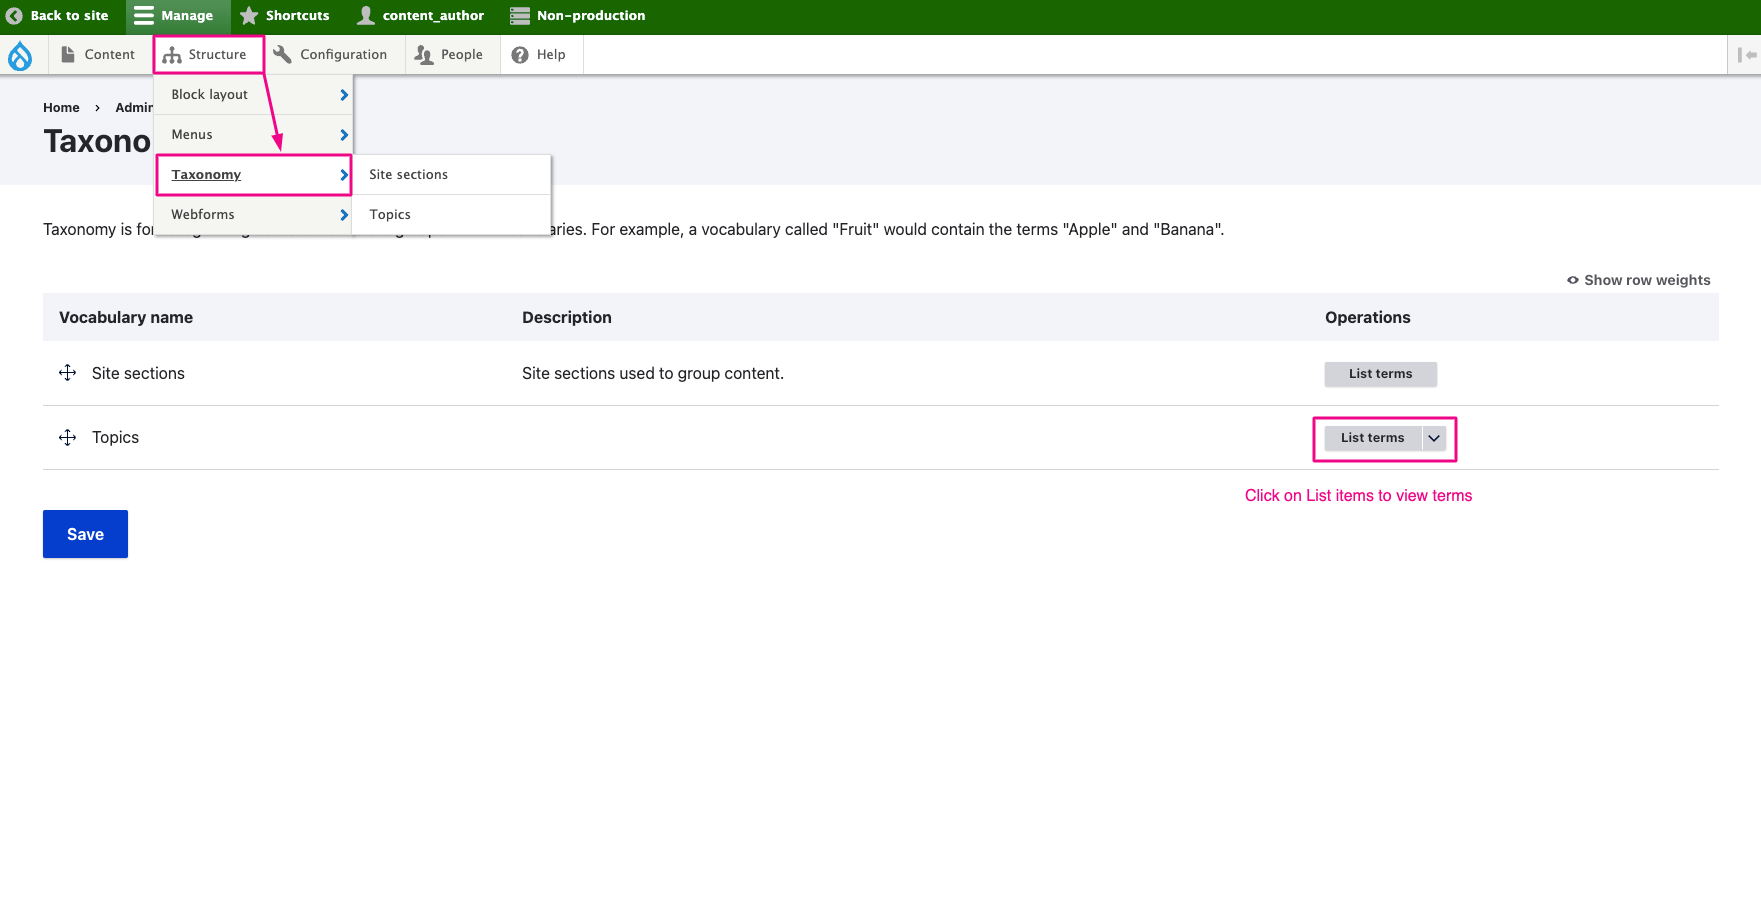 Back to site Manage Shortcuts content_author Non-production
Content Structure Configuration People Help
Block layout
Home > Admin
Menus
Taxono
Taxonomy Site sections
Webforms Topics
Taxonomy is for aries. For example, a vocabulary called "Fruit" would contain the terms "Apple" and "Banana".
Show row weights
Vocabulary name Description Operations
Site sections Site sections used to group content. List terms
Topics List terms
Click on List items to view terms
Save